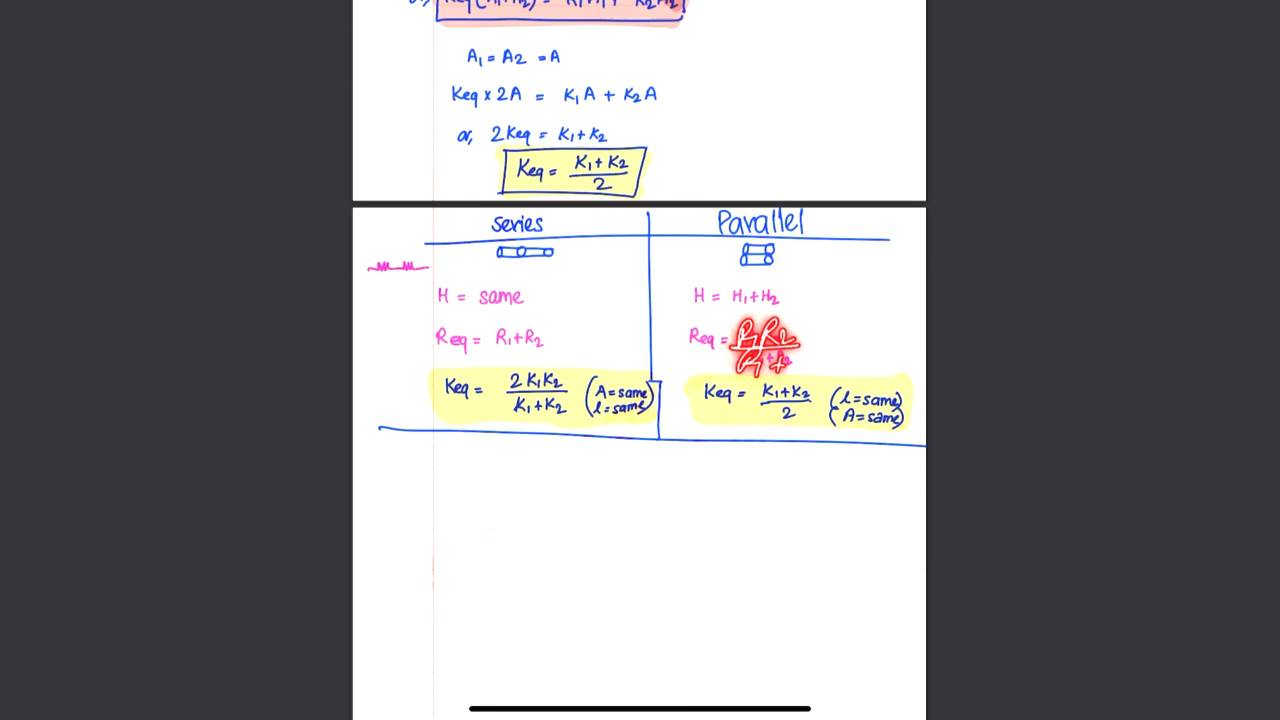 A₁ = A₂ = A
Keq × 2A = K₁A + K₂A
or, 2Keq = K₁+K₂
Keq = (K₁+K₂)/2
Series Parallel
H = same H = H₁+H₂
Req = R₁+R₂ Req = R₁R₂/
Keq = 2K₁K₂/(K₁+K₂) (A=same l=same) Keq = (K₁+K₂)/2 (l=same) (A=same)